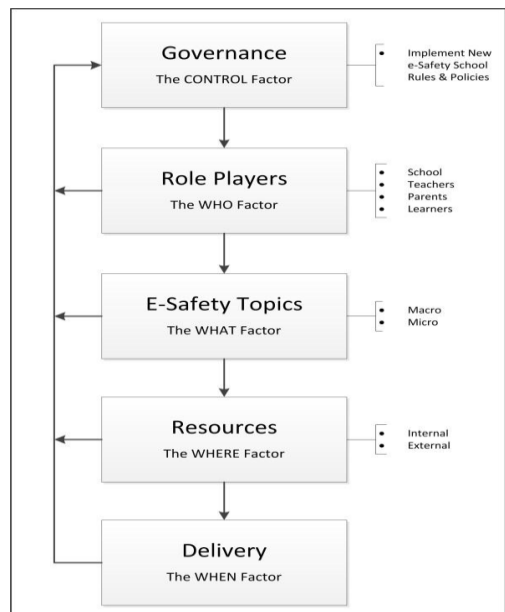 Governance
The CONTROL Factor
• Implement New
e-Safety School
Rules & Policies
Role Players
The WHO Factor
• School
• Teachers
• Parents
• Learners
E-Safety Topics
The WHAT Factor
• Macro
• Micro
Resources
The WHERE Factor
• Internal
• External
Delivery
The WHEN Factor